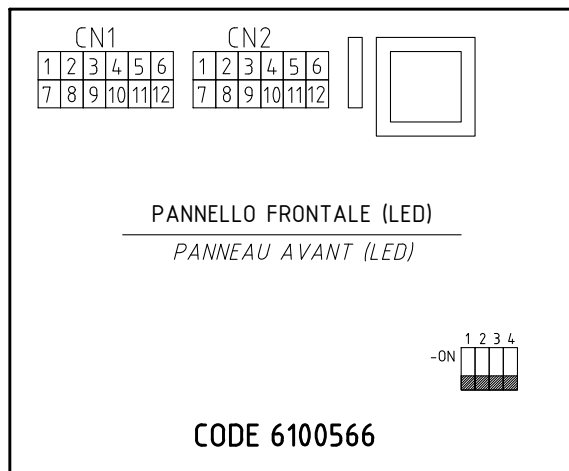 CN1 CN2
1 2 3 4 5 6 1 2 3 4 5 6
7 8 9 10 11 12 7 8 9 10 11 12
PANNELLO FRONTALE (LED)
PANNEAU AVANT (LED)
1 2 3 4
-ON
CODE 6100566